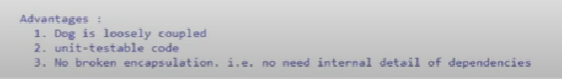 Advantages :
1. Dog is loosely coupled
2. unit-testable code
3. No broken encapsulation. i.e. no need internal detail of dependencies